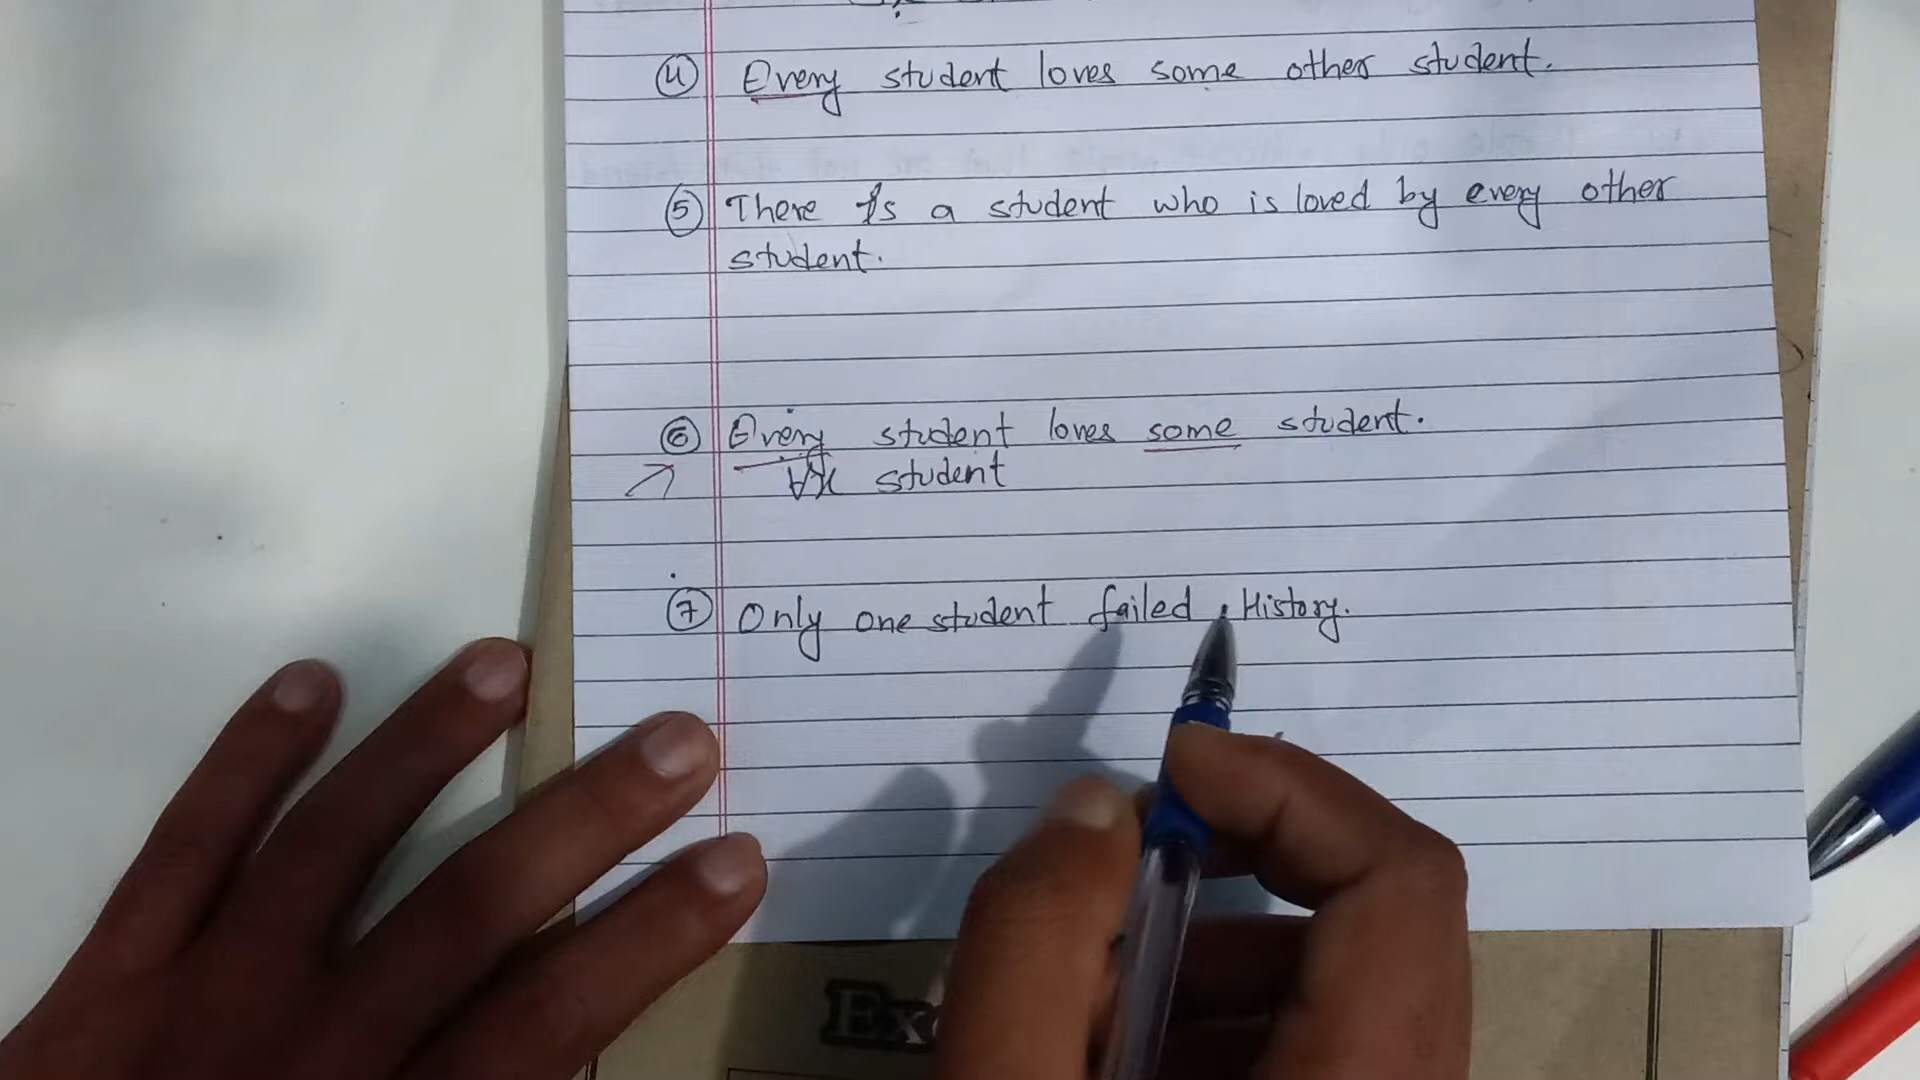 ④ Every student loves some other student.
⑤ There Is a student who is loved by every other
student.
⑥ Every student loves some student.
∀x student
⑦ Only one student failed History.
Ex